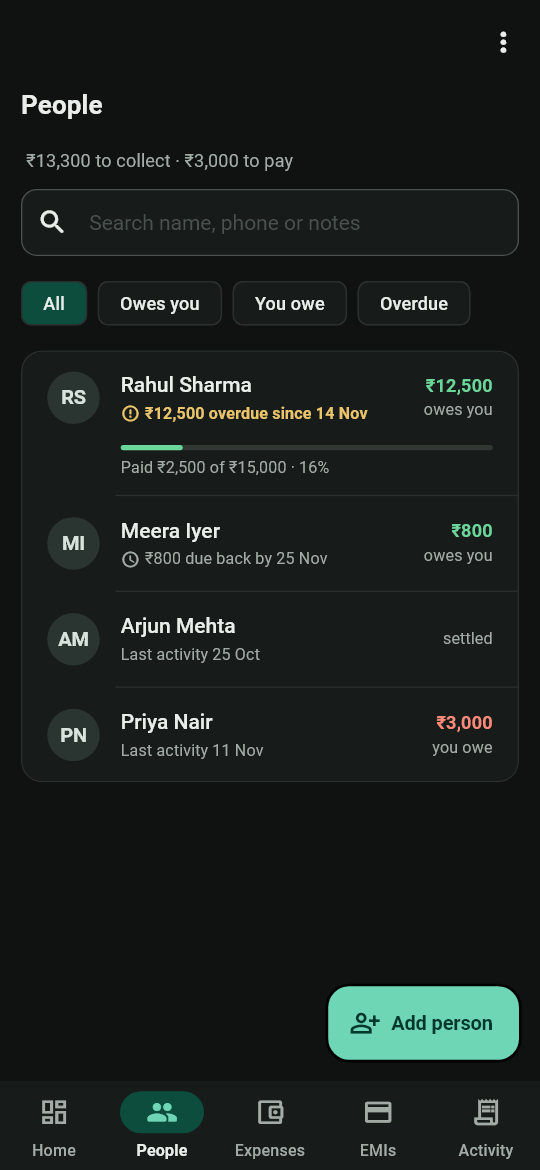 People
₹13,300 to collect · ₹3,000 to pay
Search name, phone or notes
All
Owes you
You owe
Overdue
RS
Rahul Sharma
₹12,500
₹12,500 overdue since 14 Nov
owes you
Paid ₹2,500 of ₹15,000 · 16%
MI
Meera Iyer
₹800
₹800 due back by 25 Nov
owes you
AM
Arjun Mehta
settled
Last activity 25 Oct
PN
Priya Nair
₹3,000
Last activity 11 Nov
you owe
Add person
Home
People
Expenses
EMIs
Activity